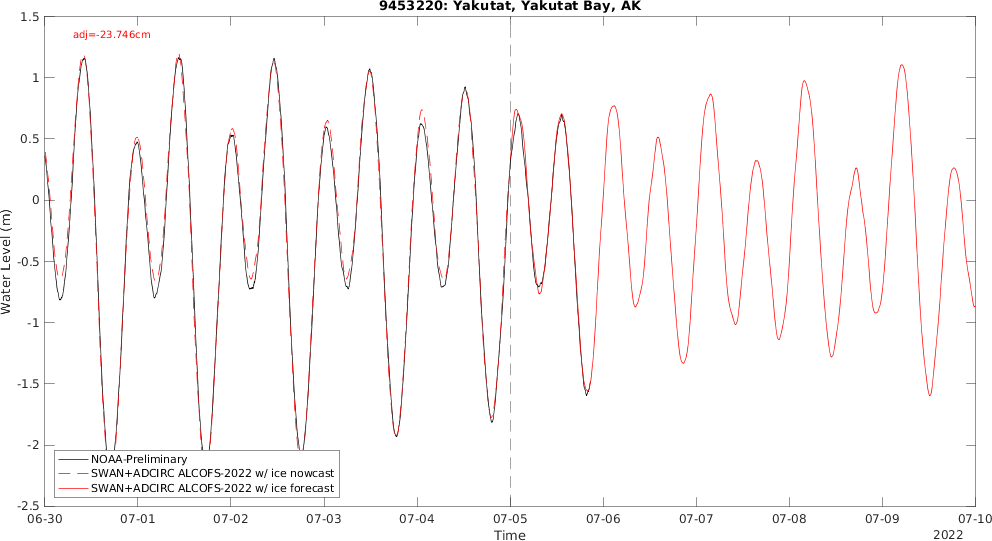 9453220: Yakutat, Yakutat Bay, AK
adj=-23.746cm
1.5
1
0.5
0
-0.5
-1
-1.5
-2
-2.5
Water Level (m)
NOAA-Preliminary
SWAN+ADCIRC ALCOFS-2022 w/ ice nowcast
SWAN+ADCIRC ALCOFS-2022 w/ ice forecast
06-30 07-01 07-02 07-03 07-04 07-05 07-06 07-07 07-08 07-09 07-10
Time
2022